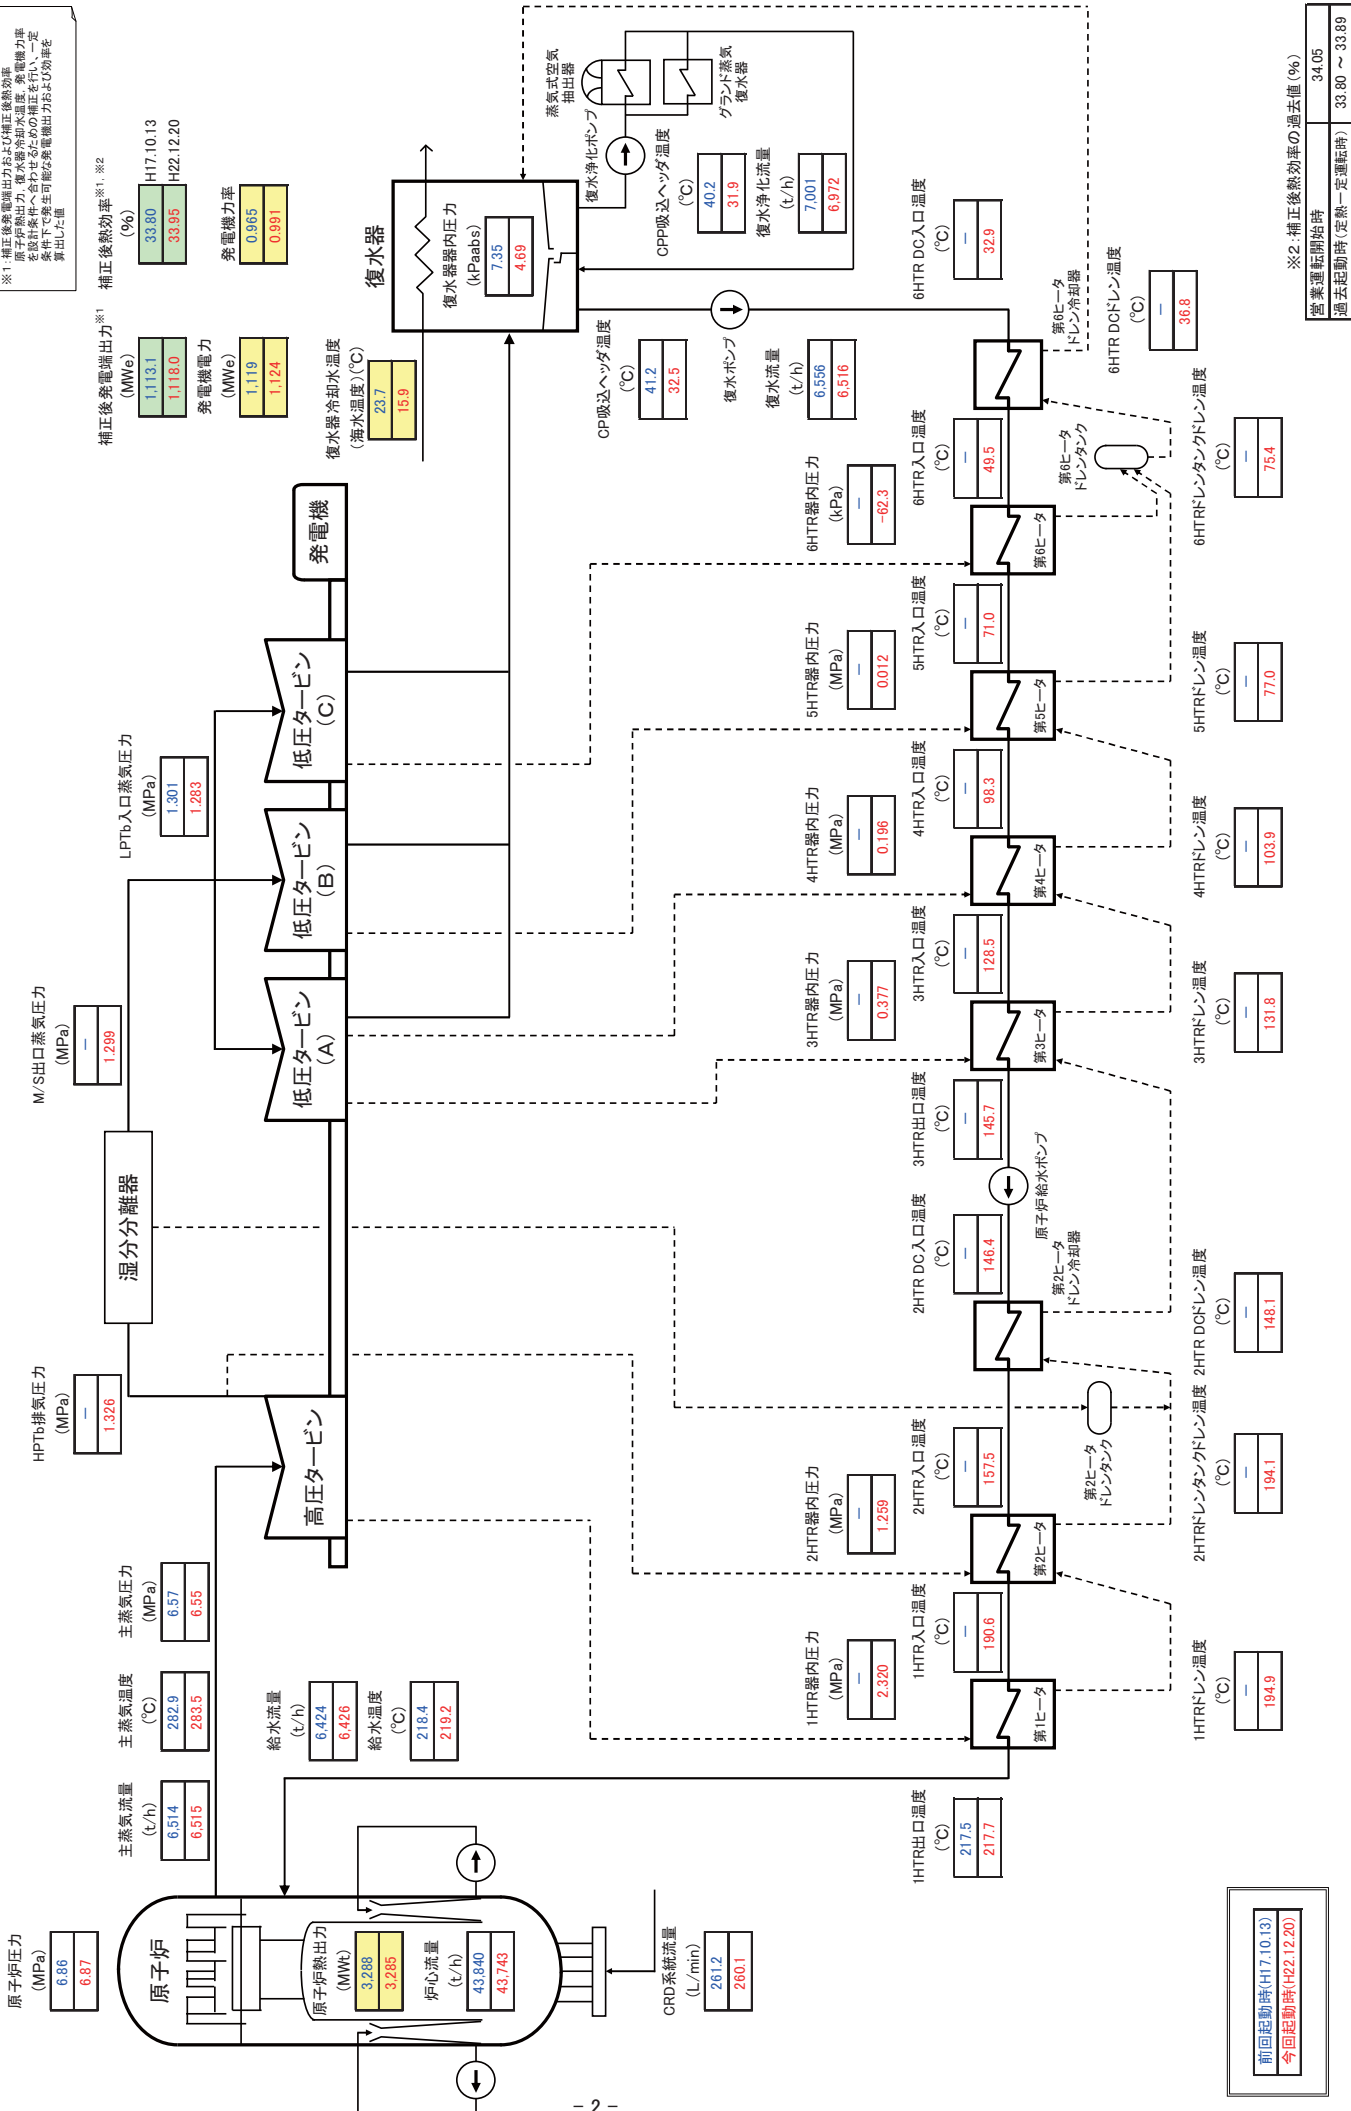 原子炉圧力
(MPa)
6.86
6.87
主蒸気流量
(t/h)
6,514
6,515
主蒸気温度
(℃)
282.9
283.5
主蒸気圧力
(MPa)
6.57
6.55
HPTb排気圧力
(MPa)
－
1.326
湿分分離器
M/S出口蒸気圧力
(MPa)
－
1.299
LPTb入口蒸気圧力
(MPa)
1.301
1.283
補正後発電端出力※1
(MWe)
1,113.1
1,118.0
補正後熱効率※1, ※2
(%)
33.80
33.95
H17.10.13
H22.12.20
発電機電力
(MWe)
1,119
1,124
発電機力率
0.965
0.991
※1:補正後発電端出力および補正後熱効率
原子炉熱出力、復水器冷却水温度、発電機力率
を設計条件へ合わせるための補正を行い、一定
条件下で発生可能な発電機出力および効率を
算出した値
原子炉
原子炉熱出力
(MWt)
3,288
3,285
炉心流量
(t/h)
43,840
43,743
CRD系統流量
(L/min)
261.2
260.1
給水流量
(t/h)
6,424
6,426
給水温度
(℃)
218.4
219.2
高圧タービン
低圧タービン
(A)
低圧タービン
(B)
低圧タービン
(C)
発電機
復水器冷却水温度
(海水温度)(℃)
23.7
15.9
復水器
復水器器内圧力
(kPaabs)
7.35
4.69
蒸気式空気
抽出器
復水浄化ポンプ
グランド蒸気
復水器
CPP吸込ヘッダ温度
(℃)
40.2
31.9
復水浄化流量
(t/h)
7,001
6,972
CP吸込ヘッダ温度
(℃)
41.2
32.5
復水ポンプ
復水流量
(t/h)
6,556
6,516
1HTR器内圧力
(MPa)
－
2.320
2HTR器内圧力
(MPa)
－
1.259
3HTR器内圧力
(MPa)
－
0.377
4HTR器内圧力
(MPa)
－
0.196
5HTR器内圧力
(MPa)
－
0.012
6HTR器内圧力
(kPa)
－
-62.3
1HTR出口温度
(℃)
217.5
217.7
1HTR入口温度
(℃)
－
190.6
2HTR入口温度
(℃)
－
157.5
2HTR DC入口温度
(℃)
－
146.4
3HTR出口温度
(℃)
－
145.7
3HTR入口温度
(℃)
－
128.5
4HTR入口温度
(℃)
－
98.3
5HTR入口温度
(℃)
－
71.0
6HTR入口温度
(℃)
－
49.5
6HTR DC入口温度
(℃)
－
32.9
第1ヒータ
第2ヒータ
第2ヒータ
ドレンタンク
第2ヒータ
ドレン冷却器
原子炉給水ポンプ
第3ヒータ
第4ヒータ
第5ヒータ
第6ヒータ
第6ヒータ
ドレンタンク
第6ヒータ
ドレン冷却器
6HTR DCドレン温度
(℃)
－
36.8
1HTRドレン温度
(℃)
－
194.9
2HTRドレンタンクドレン温度
(℃)
－
194.1
2HTR DCドレン温度
(℃)
－
148.1
3HTRドレン温度
(℃)
－
131.8
4HTRドレン温度
(℃)
－
103.9
5HTRドレン温度
(℃)
－
77.0
6HTRドレンタンクドレン温度
(℃)
－
75.4
前回起動時(H17.10.13)
今回起動時(H22.12.20)
※2:補正後熱効率の過去値(%)
営業運転開始時 34.05
過去起動時(定熱一定運転時) 33.80 ～ 33.89
- 2 -